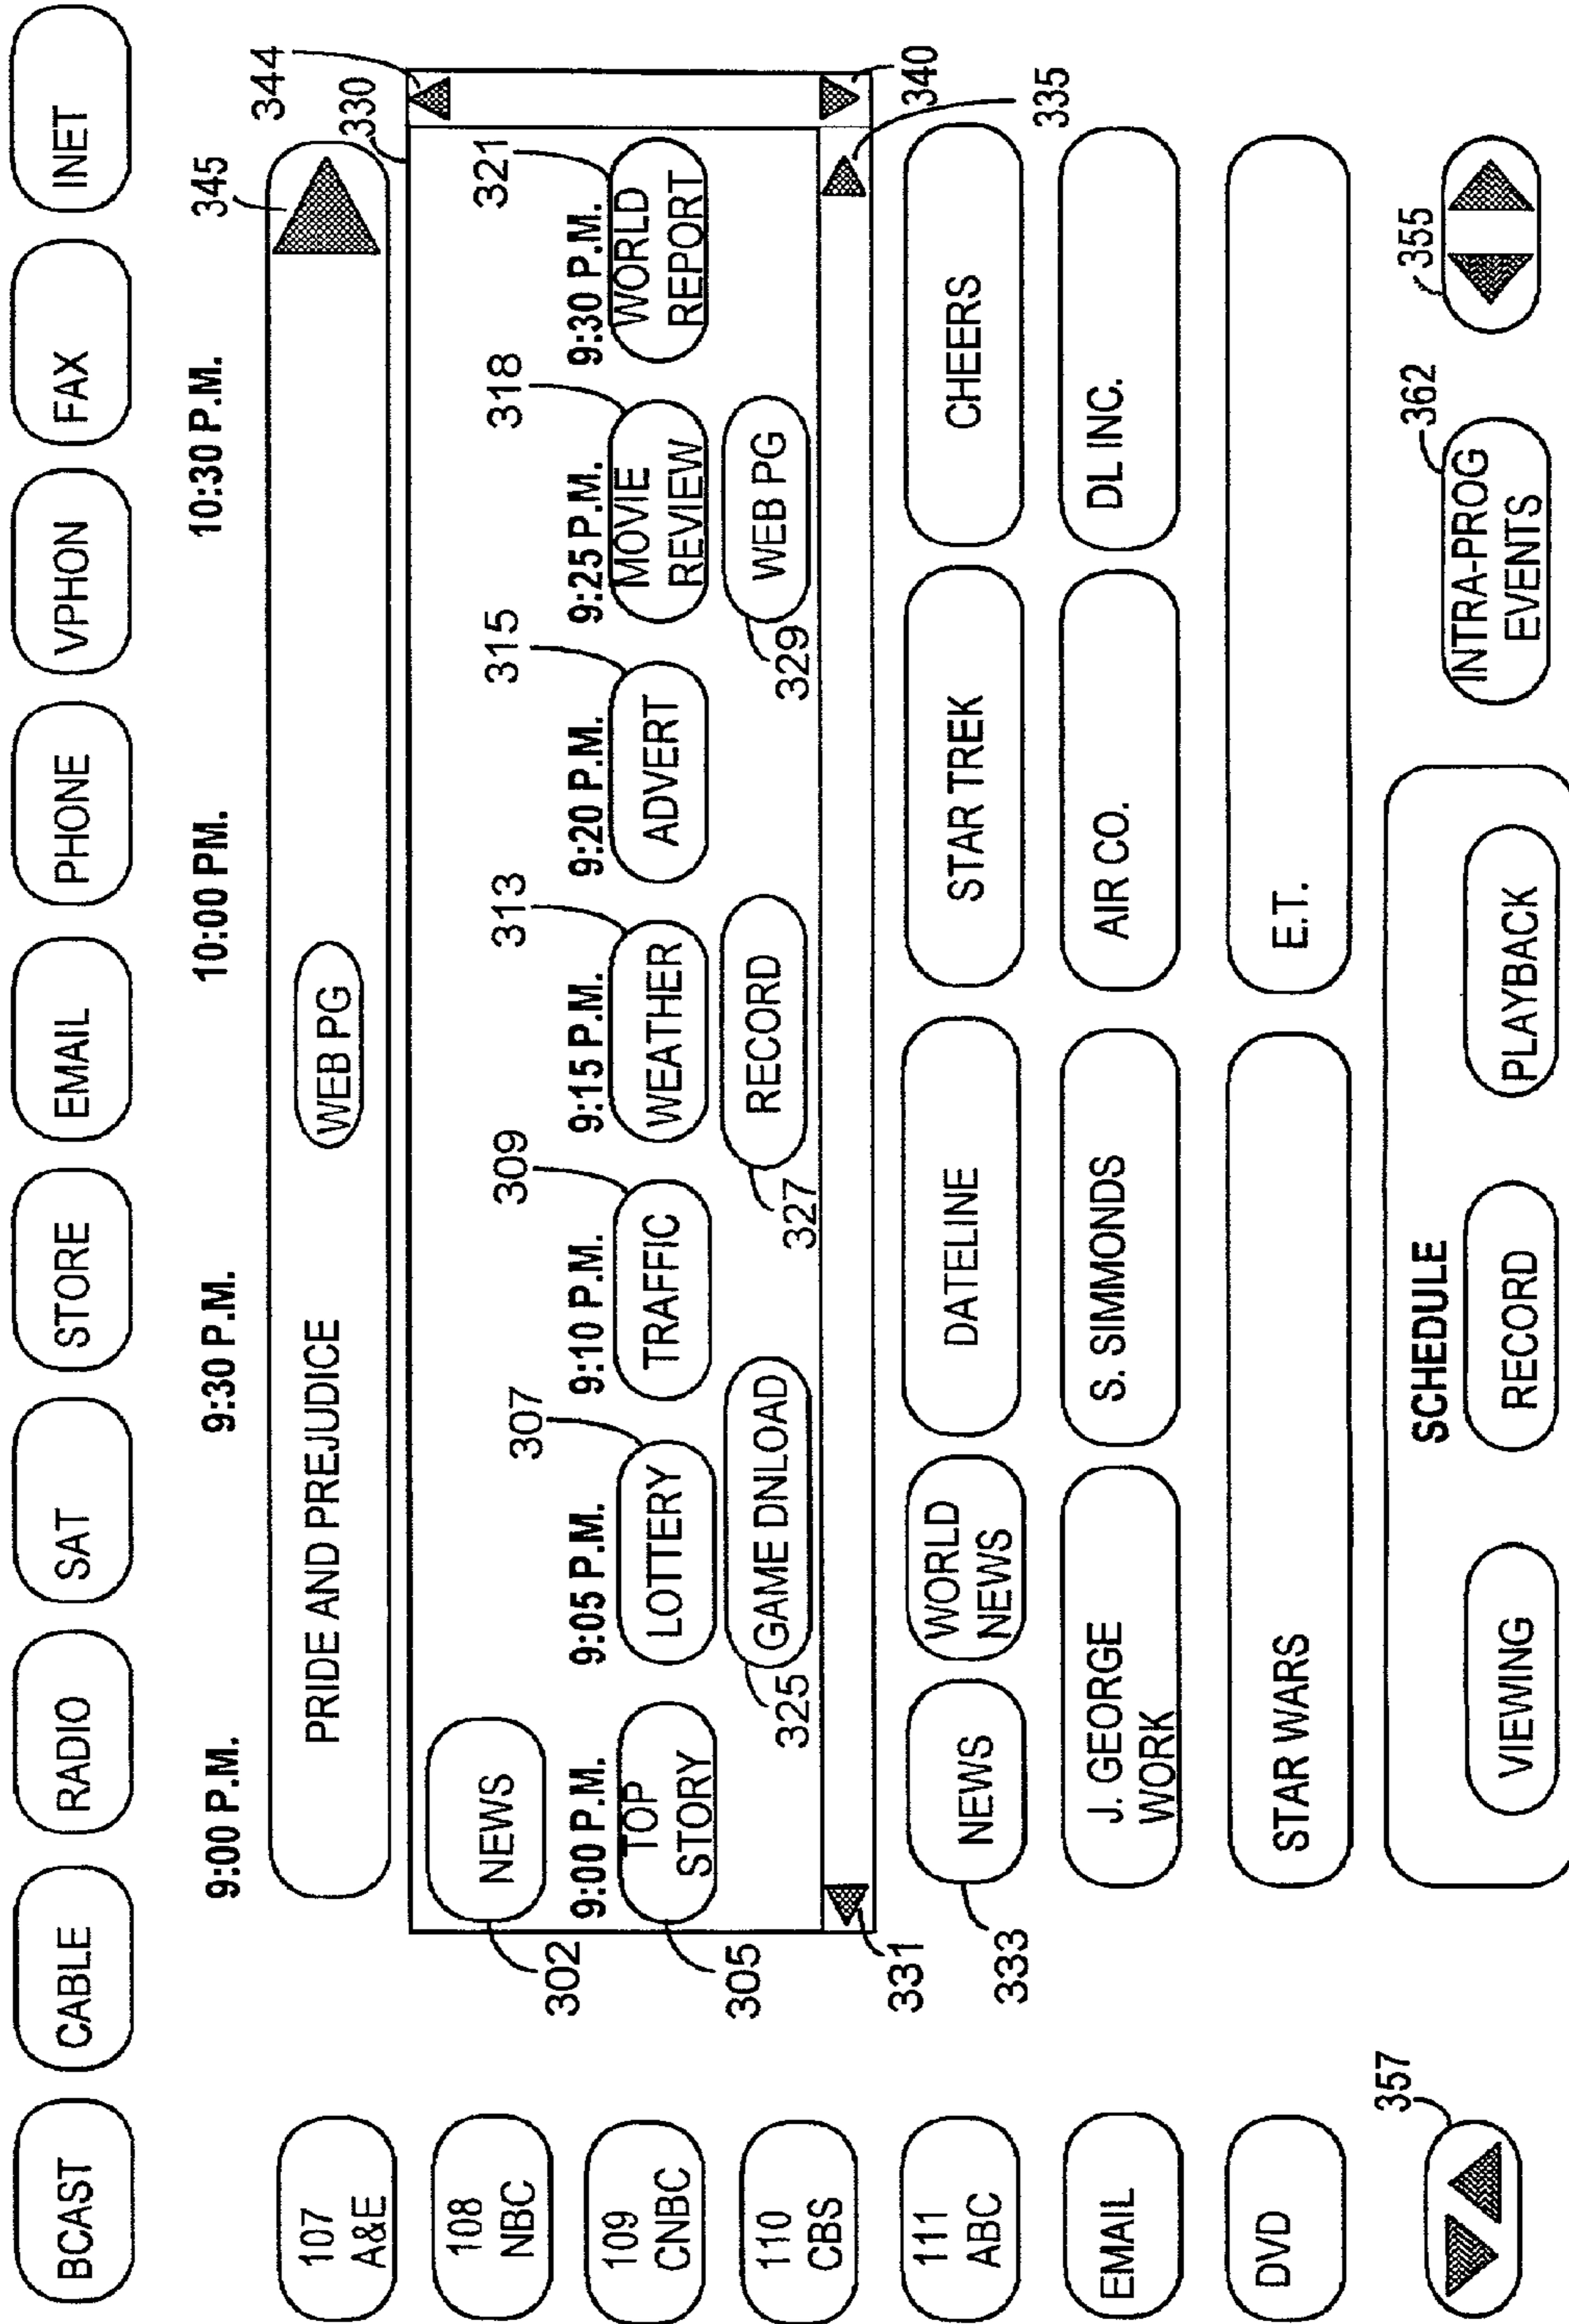 BCAST CABLE RADIO SAT STORE EMAIL PHONE VPHON FAX INET
9:00 P.M. 9:30 P.M. 10:00 PM. 10:30 P.M.
345
344
107
A&E
PRIDE AND PREJUDICE WEB PG
330
108
NBC
NEWS
302
307 309 313 315 318 321
9:00 P.M. 9:05 P.M. 9:10 P.M. 9:15 P.M. 9:20 P.M. 9:25 P.M. 9:30 P.M.
109
CNBC
TOP
STORY
LOTTERY
TRAFFIC
WEATHER
ADVERT
MOVIE
REVIEW
WORLD
REPORT
305
110
CBS
GAME DNLOAD RECORD WEB PG
325 327 329
340
331
335
333
111
ABC
NEWS
WORLD
NEWS
DATELINE
STAR TREK
CHEERS
EMAIL
J. GEORGE
WORK
S. SIMMONDS
AIR CO.
DL INC.
DVD
STAR WARS
E.T.
357
SCHEDULE
VIEWING RECORD PLAYBACK
362
INTRA-PROG
EVENTS
355